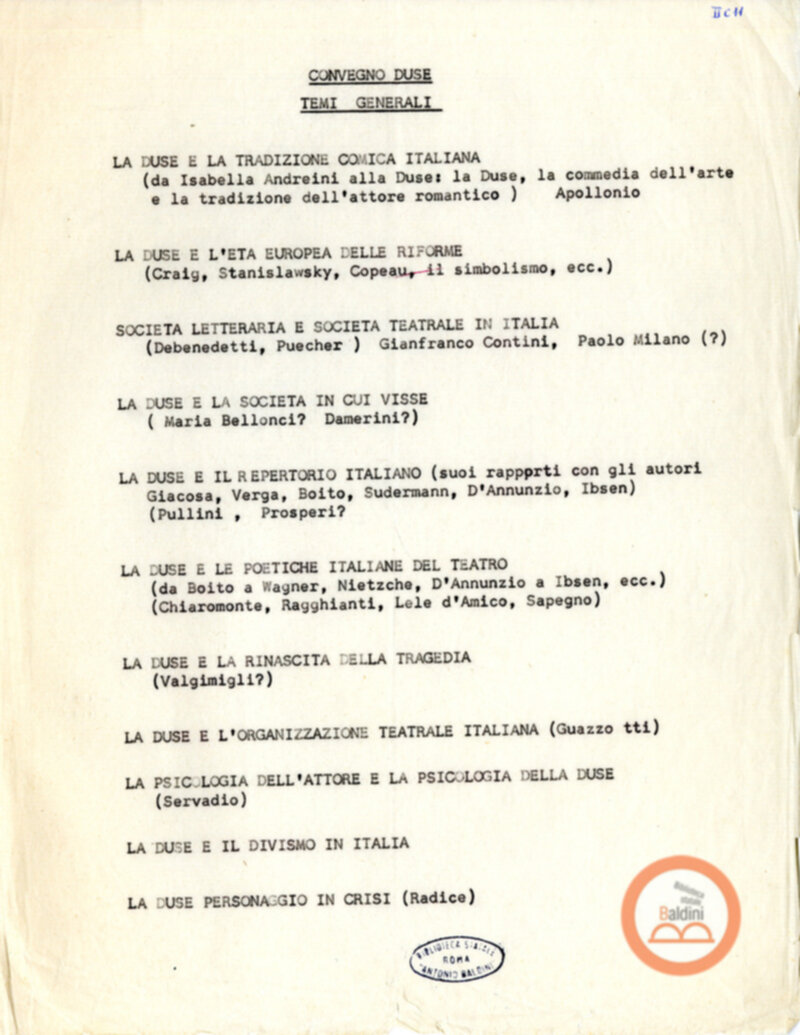 II c 11
CONVEGNO DUSE
TEMI GENERALI
LA DUSE E LA TRADIZIONE COMICA ITALIANA
(da Isabella Andreini alla Duse: la Duse, la commedia dell'arte
e la tradizione dell'attore romantico ) Apollonio
LA DUSE E L'ETA EUROPEA DELLE RIFORME
(Craig, Stanislawsky, Copeau, il simbolismo, ecc.)
SOCIETA LETTERARIA E SOCIETA TEATRALE IN ITALIA
(Debenedetti, Puecher ) Gianfranco Contini, Paolo Milano (?)
LA DUSE E LA SOCIETA IN CUI VISSE
( Maria Bellonci? Damerini?)
LA DUSE E IL REPERTORIO ITALIANO (suoi rappprti con gli autori
Giacosa, Verga, Boito, Sudermann, D'Annunzio, Ibsen)
(Pullini , Prosperi?
LA DUSE E LE POETICHE ITALIANE DEL TEATRO
(da Boito a Wagner, Nietzche, D'Annunzio a Ibsen, ecc.)
(Chiaromonte, Ragghianti, Lele d'Amico, Sapegno)
LA DUSE E LA RINASCITA DELLA TRAGEDIA
(Valgimigli?)
LA DUSE E L'ORGANIZZAZIONE TEATRALE ITALIANA (Guazzo tti)
LA PSICOLOGIA DELL'ATTORE E LA PSICOLOGIA DELLA DUSE
(Servadio)
LA DUSE E IL DIVISMO IN ITALIA
LA DUSE PERSONAGGIO IN CRISI (Radice)
Biblioteca
statale
Baldini
BIBLIOTECA STATALE
ROMA
"ANTONIO BALDINI"